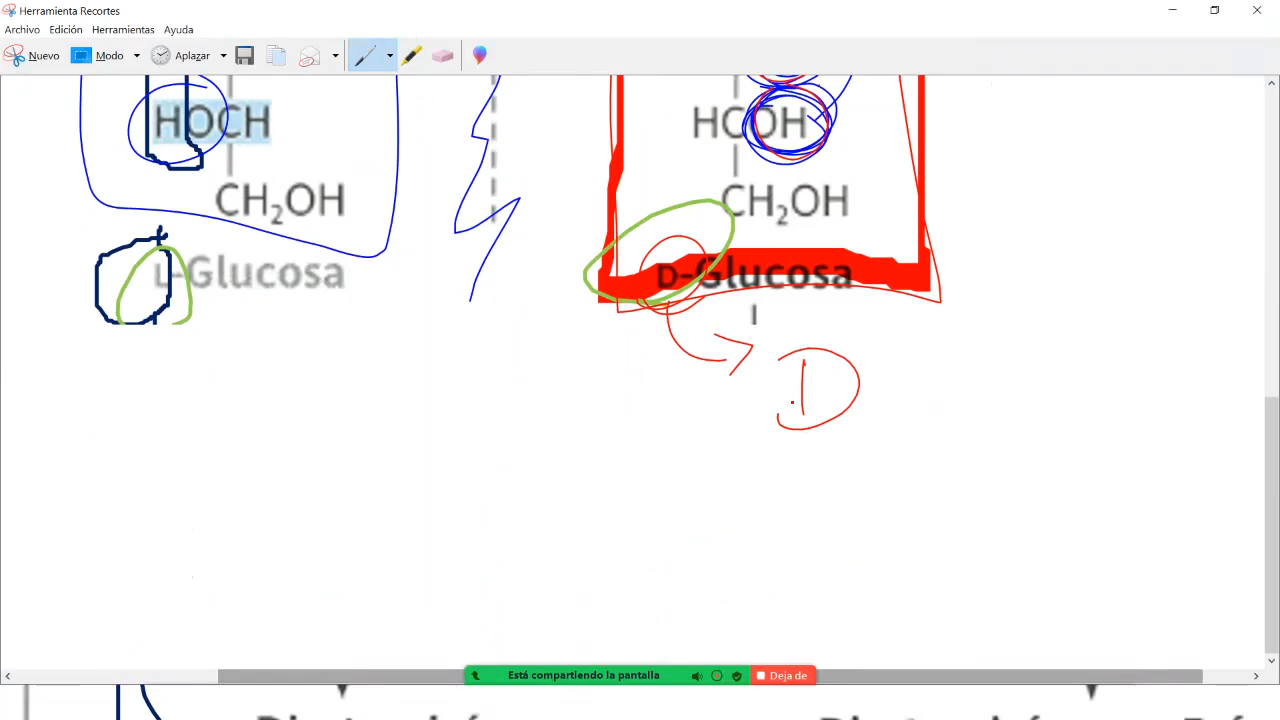 Herramienta Recortes
Archivo Edición Herramientas Ayuda
Nuevo Modo Aplazar
HOCH HCOH
CH₂OH CH₂OH
L-Glucosa D-Glucosa
D
Está compartiendo la pantalla Deja de